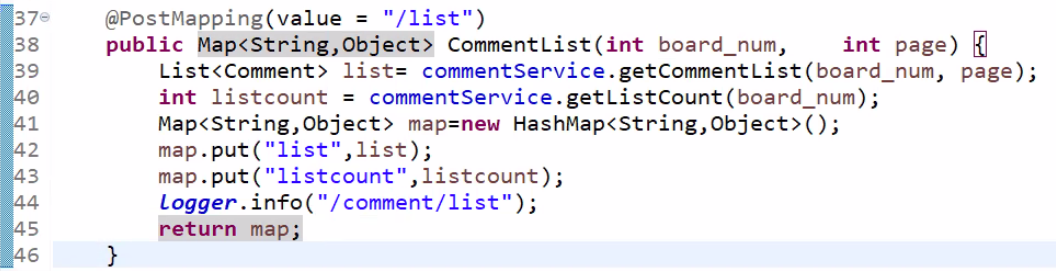 37 @PostMapping(value = "/list")
38 public Map<String,Object> CommentList(int board_num,    int page) {
39 List<Comment> list= commentService.getCommentList(board_num, page);
40 int listcount = commentService.getListCount(board_num);
41 Map<String,Object> map=new HashMap<String,Object>();
42 map.put("list",list);
43 map.put("listcount",listcount);
44 logger.info("/comment/list");
45 return map;
46 }